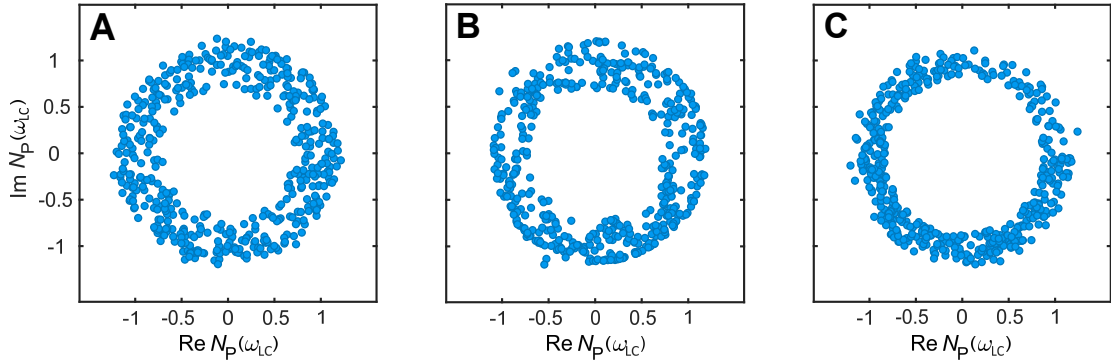 A
B
C
1
0.5
0
-0.5
-1
Im N_P(ω_LC)
-1 -0.5 0 0.5 1
Re N_P(ω_LC)
-1 -0.5 0 0.5 1
Re N_P(ω_LC)
-1 -0.5 0 0.5 1
Re N_P(ω_LC)